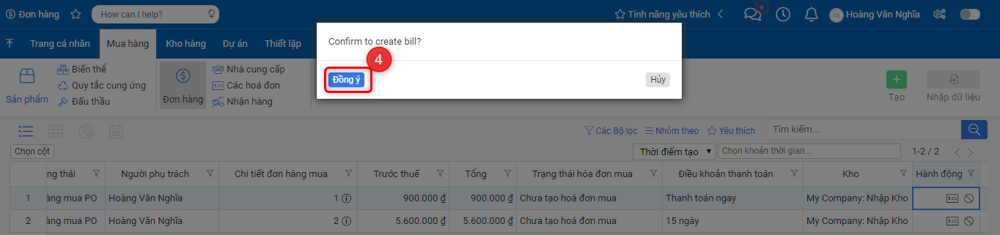 Đơn hàng How can I help? Tính năng yêu thích Hoàng Văn Nghĩa
Trang cá nhân Mua hàng Kho hàng Dự án Thiết lập
Confirm to create bill?
4
Đồng ý Hủy
Sản phẩm
Biến thể
Quy tắc cung ứng
Đấu thầu
Đơn hàng
Nhà cung cấp
Các hoá đơn
Nhận hàng
Tạo
Nhập dữ liệu
Các Bộ lọc Nhóm theo Yêu thích Tìm kiếm...
Chọn cột Thời điểm tạo Chọn khoản thời gian... 1-2 / 2
ng thái Người phụ trách Chi tiết đơn hàng mua Trước thuế Tổng Trạng thái hóa đơn mua Điều khoản thanh toán Kho Hành động
1 àng mua PO Hoàng Văn Nghĩa 1 900.000 ₫ 900.000 ₫ Chưa tạo hoá đơn mua Thanh toán ngay My Company: Nhập Kho
2 àng mua PO Hoàng Văn Nghĩa 2 5.600.000 ₫ 5.600.000 ₫ Chưa tạo hoá đơn mua 15 ngày My Company: Nhập Kho